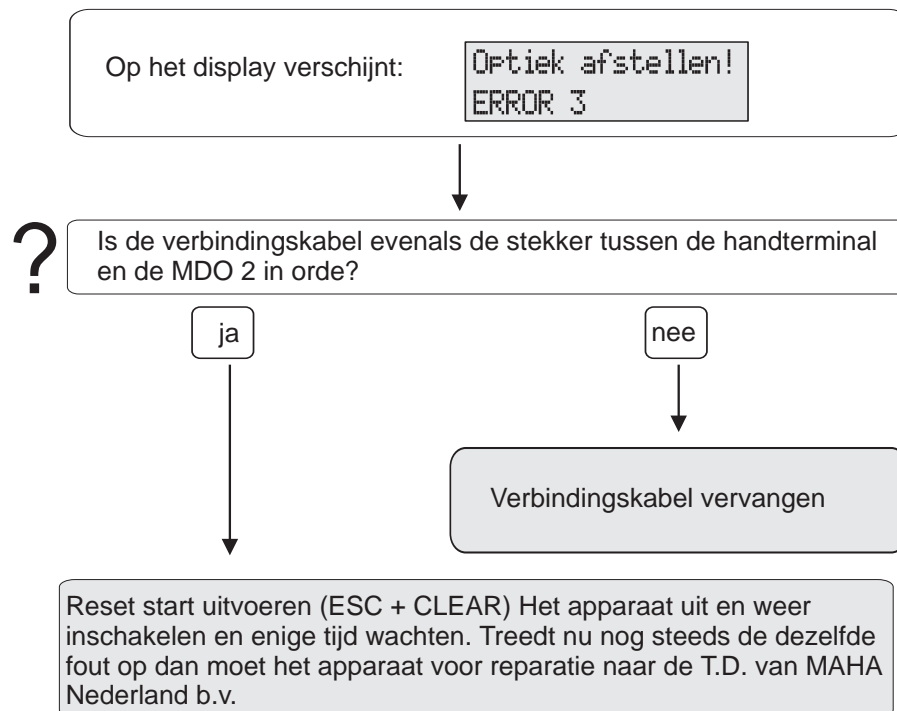 Op het display verschijnt:
Optiek afstellen!
ERROR 3
?
Is de verbindingskabel evenals de stekker tussen de handterminal
en de MDO 2 in orde?
ja
nee
Verbindingskabel vervangen
Reset start uitvoeren (ESC + CLEAR) Het apparaat uit en weer
inschakelen en enige tijd wachten. Treedt nu nog steeds de dezelfde
fout op dan moet het apparaat voor reparatie naar de T.D. van MAHA
Nederland b.v.